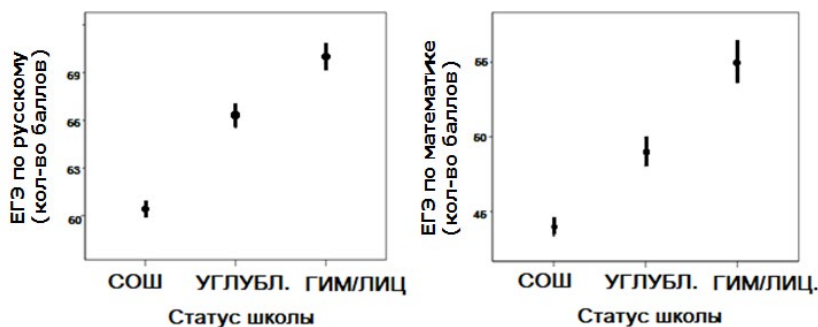 ЕГЭ по русскому
(кол-во баллов)
69
66
63
60
СОШ УГЛУБЛ. ГИМ/ЛИЦ
Статус школы
ЕГЭ по математике
(кол-во баллов)
55
50
45
СОШ УГЛУБЛ. ГИМ/ЛИЦ.
Статус школы